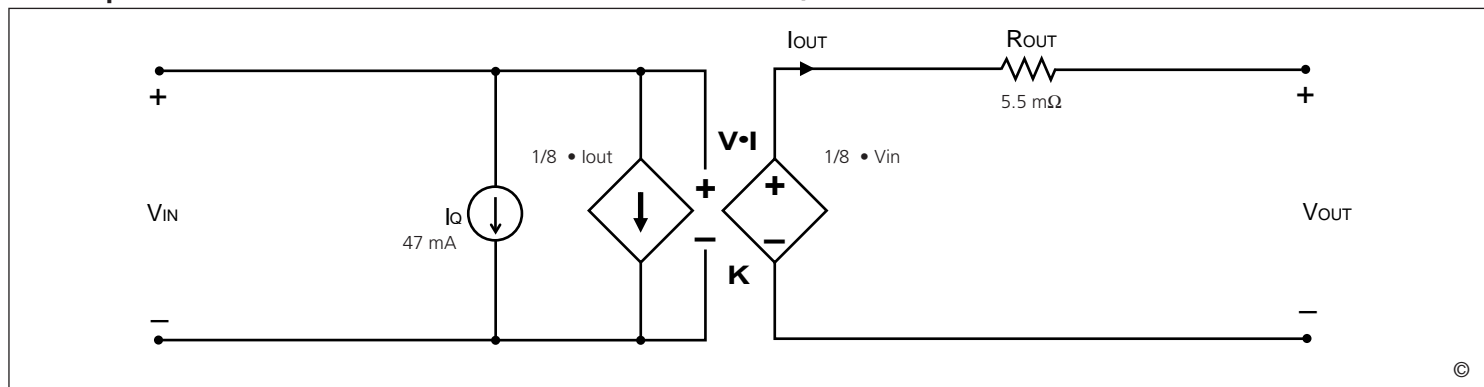 IOUT
ROUT
+
+
5.5 mΩ
V•I
1/8 • Iout
1/8 • Vin
+
+
VIN
IQ
VOUT
47 mA
–
–
K
–
–
©